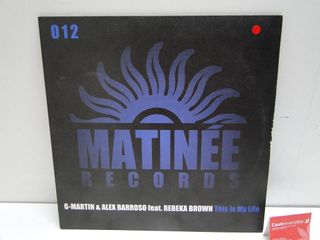 012
MATINÉE
RECORDS
G-MARTIN & ALEX BARROSO feat. REBEKA BROWN This Is My Life